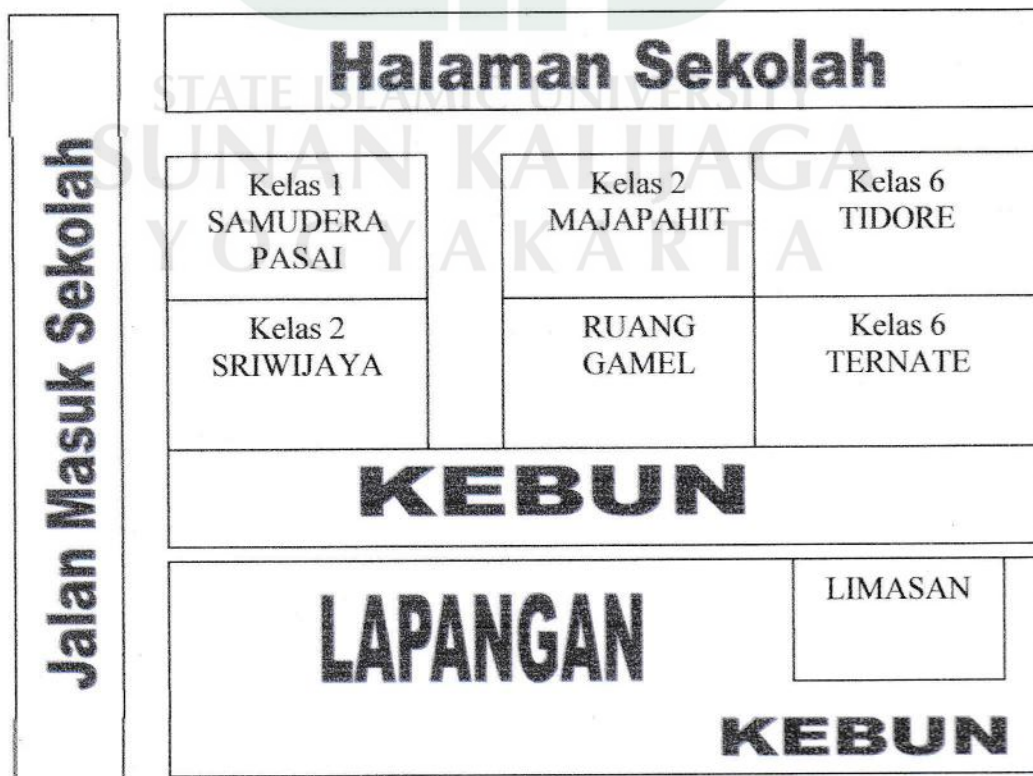 Halaman Sekolah
STATE ISLAMIC UNIVERSITY
SUNAN KALIJAGA
YOGYAKARTA
Jalan Masuk Sekolah
Kelas 1
SAMUDERA
PASAI
Kelas 2
MAJAPAHIT
Kelas 6
TIDORE
Kelas 2
SRIWIJAYA
RUANG
GAMEL
Kelas 6
TERNATE
KEBUN
LAPANGAN
LIMASAN
KEBUN